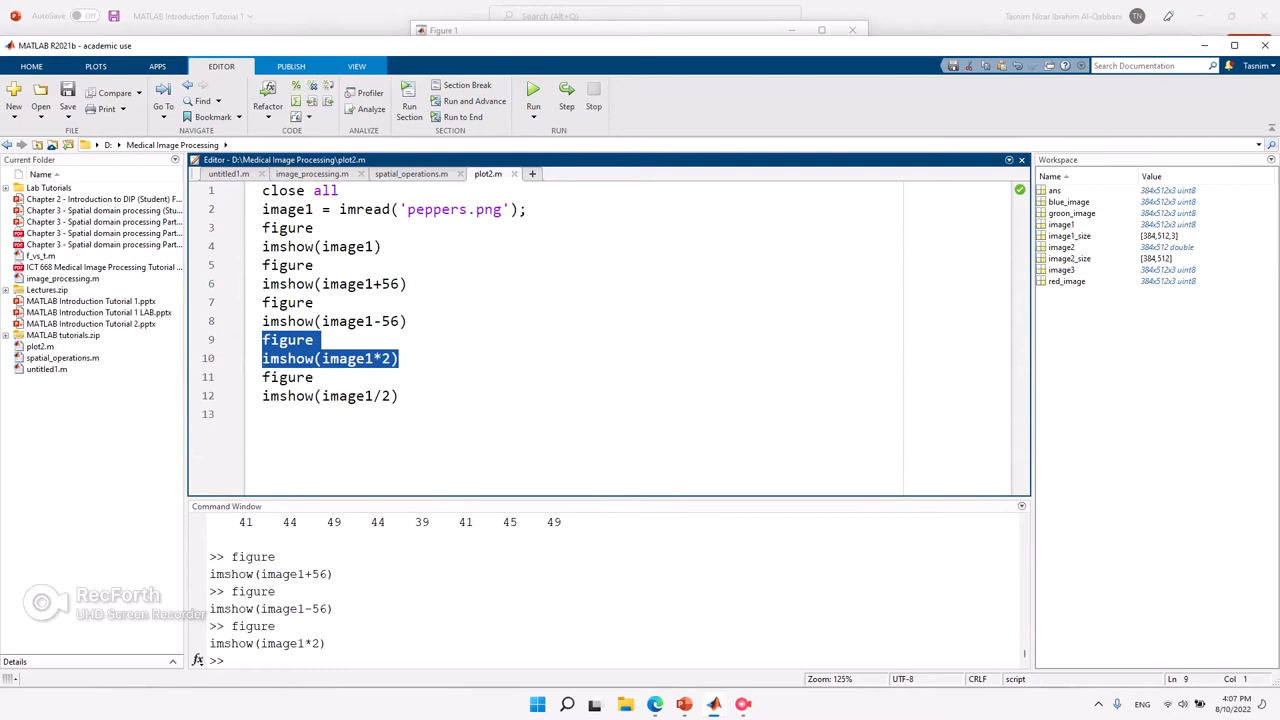 AutoSave Off MATLAB Introduction Tutorial 1 Search (Alt+Q) Tasnim Nizar Ibrahim Al-Qabbani TN
Figure 1
MATLAB R2021b - academic use
HOME PLOTS APPS EDITOR PUBLISH VIEW Search Documentation Tasnim
New Open Save Compare Print Go To Find Bookmark Refactor Profiler Analyze Run Section Section Break Run and Advance Run to End Run Step Stop
FILE NAVIGATE CODE ANALYZE SECTION RUN
D: Medical Image Processing
Current Folder
Name
Lab Tutorials
Chapter 2 - Introduction to DIP (Student) F...
Chapter 3 - Spatial domain processing (Stu...
Chapter 3 - Spatial domain processing Part...
Chapter 3 - Spatial domain processing Part...
Chapter 3 - Spatial domain processing Part...
f_vs_t.m
ICT 668 Medical Image Processing Tutorial ...
image_processing.m
Lectures.zip
MATLAB Introduction Tutorial 1.pptx
MATLAB Introduction Tutorial 1 LAB.pptx
MATLAB Introduction Tutorial 2.pptx
MATLAB tutorials.zip
plot2.m
spatial_operations.m
untitled1.m
Details
Editor - D:\Medical Image Processing\plot2.m
untitled1.m image_processing.m spatial_operations.m plot2.m
1 close all
2 image1 = imread('peppers.png');
3 figure
4 imshow(image1)
5 figure
6 imshow(image1+56)
7 figure
8 imshow(image1-56)
9 figure
10 imshow(image1*2)
11 figure
12 imshow(image1/2)
13
Command Window
41 44 49 44 39 41 45 49
>> figure
imshow(image1+56)
>> figure
imshow(image1-56)
>> figure
imshow(image1*2)
fx >>
Workspace
Name Value
ans 384x512x3 uint8
blue_image 384x512x3 uint8
groon_image 384x512x3 uint8
image1 384x512x3 uint8
image1_size [384,512,3]
image2 384x512 double
image2_size [384,512]
image3 384x512x3 uint8
red_image 384x512x3 uint8
RecForth
UHD Screen Recorder
Zoom: 125% UTF-8 CRLF script Ln 9 Col 1
ENG 4:07 PM
8/10/2022